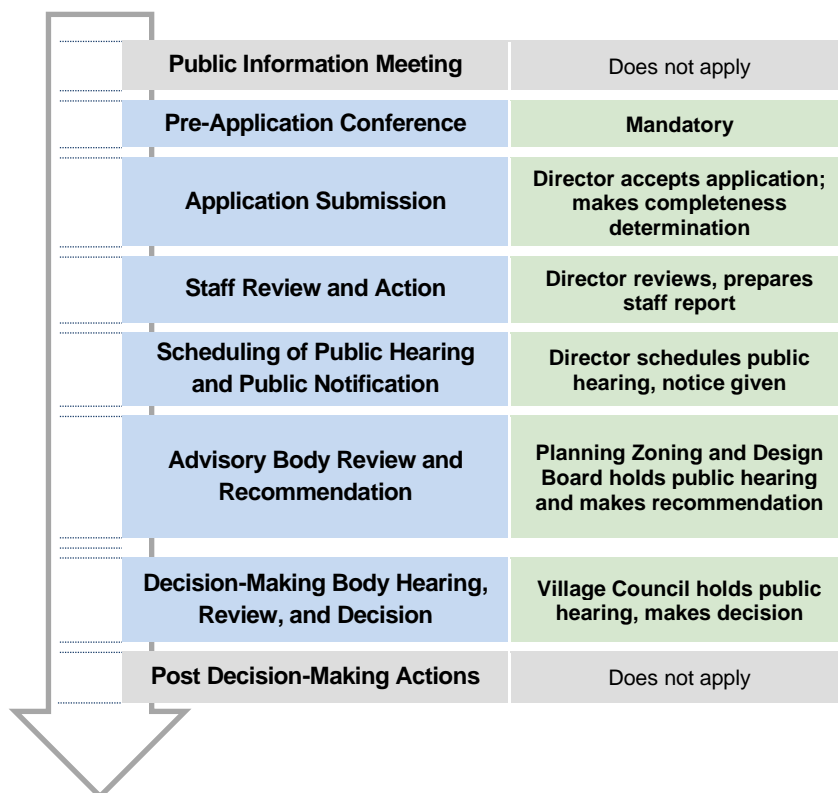 Public Information Meeting
Does not apply
Pre-Application Conference
Mandatory
Application Submission
Director accepts application;
makes completeness
determination
Staff Review and Action
Director reviews, prepares
staff report
Scheduling of Public Hearing
and Public Notification
Director schedules public
hearing, notice given
Advisory Body Review and
Recommendation
Planning Zoning and Design
Board holds public hearing
and makes recommendation
Decision-Making Body Hearing,
Review, and Decision
Village Council holds public
hearing, makes decision
Post Decision-Making Actions
Does not apply